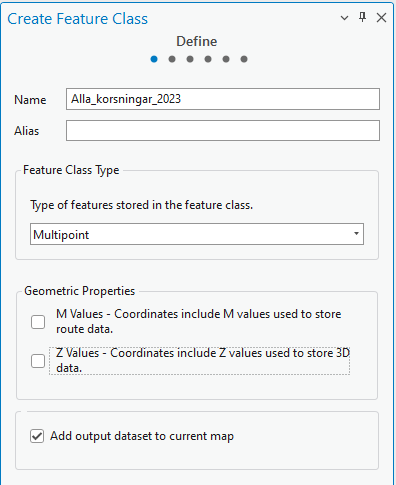 Create Feature Class
Define
Name
Alla_korsningar_2023
Alias
Feature Class Type
Type of features stored in the feature class.
Multipoint
Geometric Properties
M Values - Coordinates include M values used to store
route data.
Z Values - Coordinates include Z values used to store 3D
data.
Add output dataset to current map